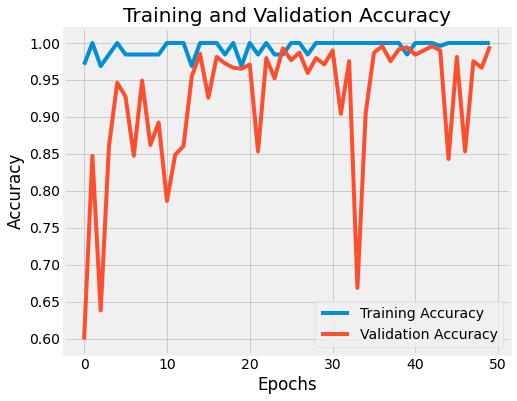 Training and Validation Accuracy
1.00
0.95
0.90
0.85
0.80
0.75
0.70
0.65
0.60
Accuracy
Training Accuracy
Validation Accuracy
0 10 20 30 40 50
Epochs